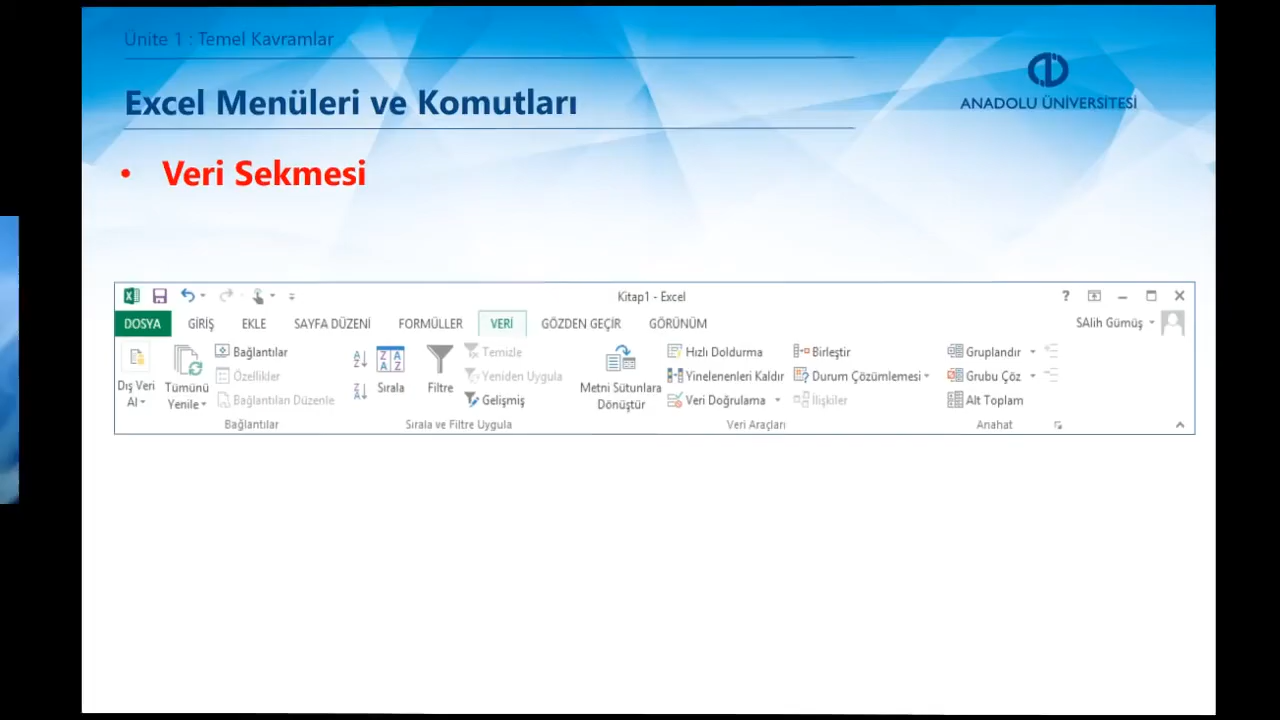 Ünite 1 : Temel Kavramlar
Excel Menüleri ve Komutları
ANADOLU ÜNİVERSİTESİ
• Veri Sekmesi
Kitap1 - Excel
DOSYA GİRİŞ EKLE SAYFA DÜZENİ FORMÜLLER VERİ GÖZDEN GEÇİR GÖRÜNÜM SAlih Gümüş
Dış Veri
Al
Tümünü
Yenile
Bağlantılar
Özellikler
Bağlantıları Düzenle
Bağlantılar
Sırala
Filtre
Temizle
Yeniden Uygula
Gelişmiş
Sırala ve Filtre Uygula
Metni Sütunlara
Dönüştür
Hızlı Doldurma
Yinelenenleri Kaldır
Veri Doğrulama
Birleştir
Durum Çözümlemesi
İlişkiler
Veri Araçları
Gruplandır
Grubu Çöz
Alt Toplam
Anahat